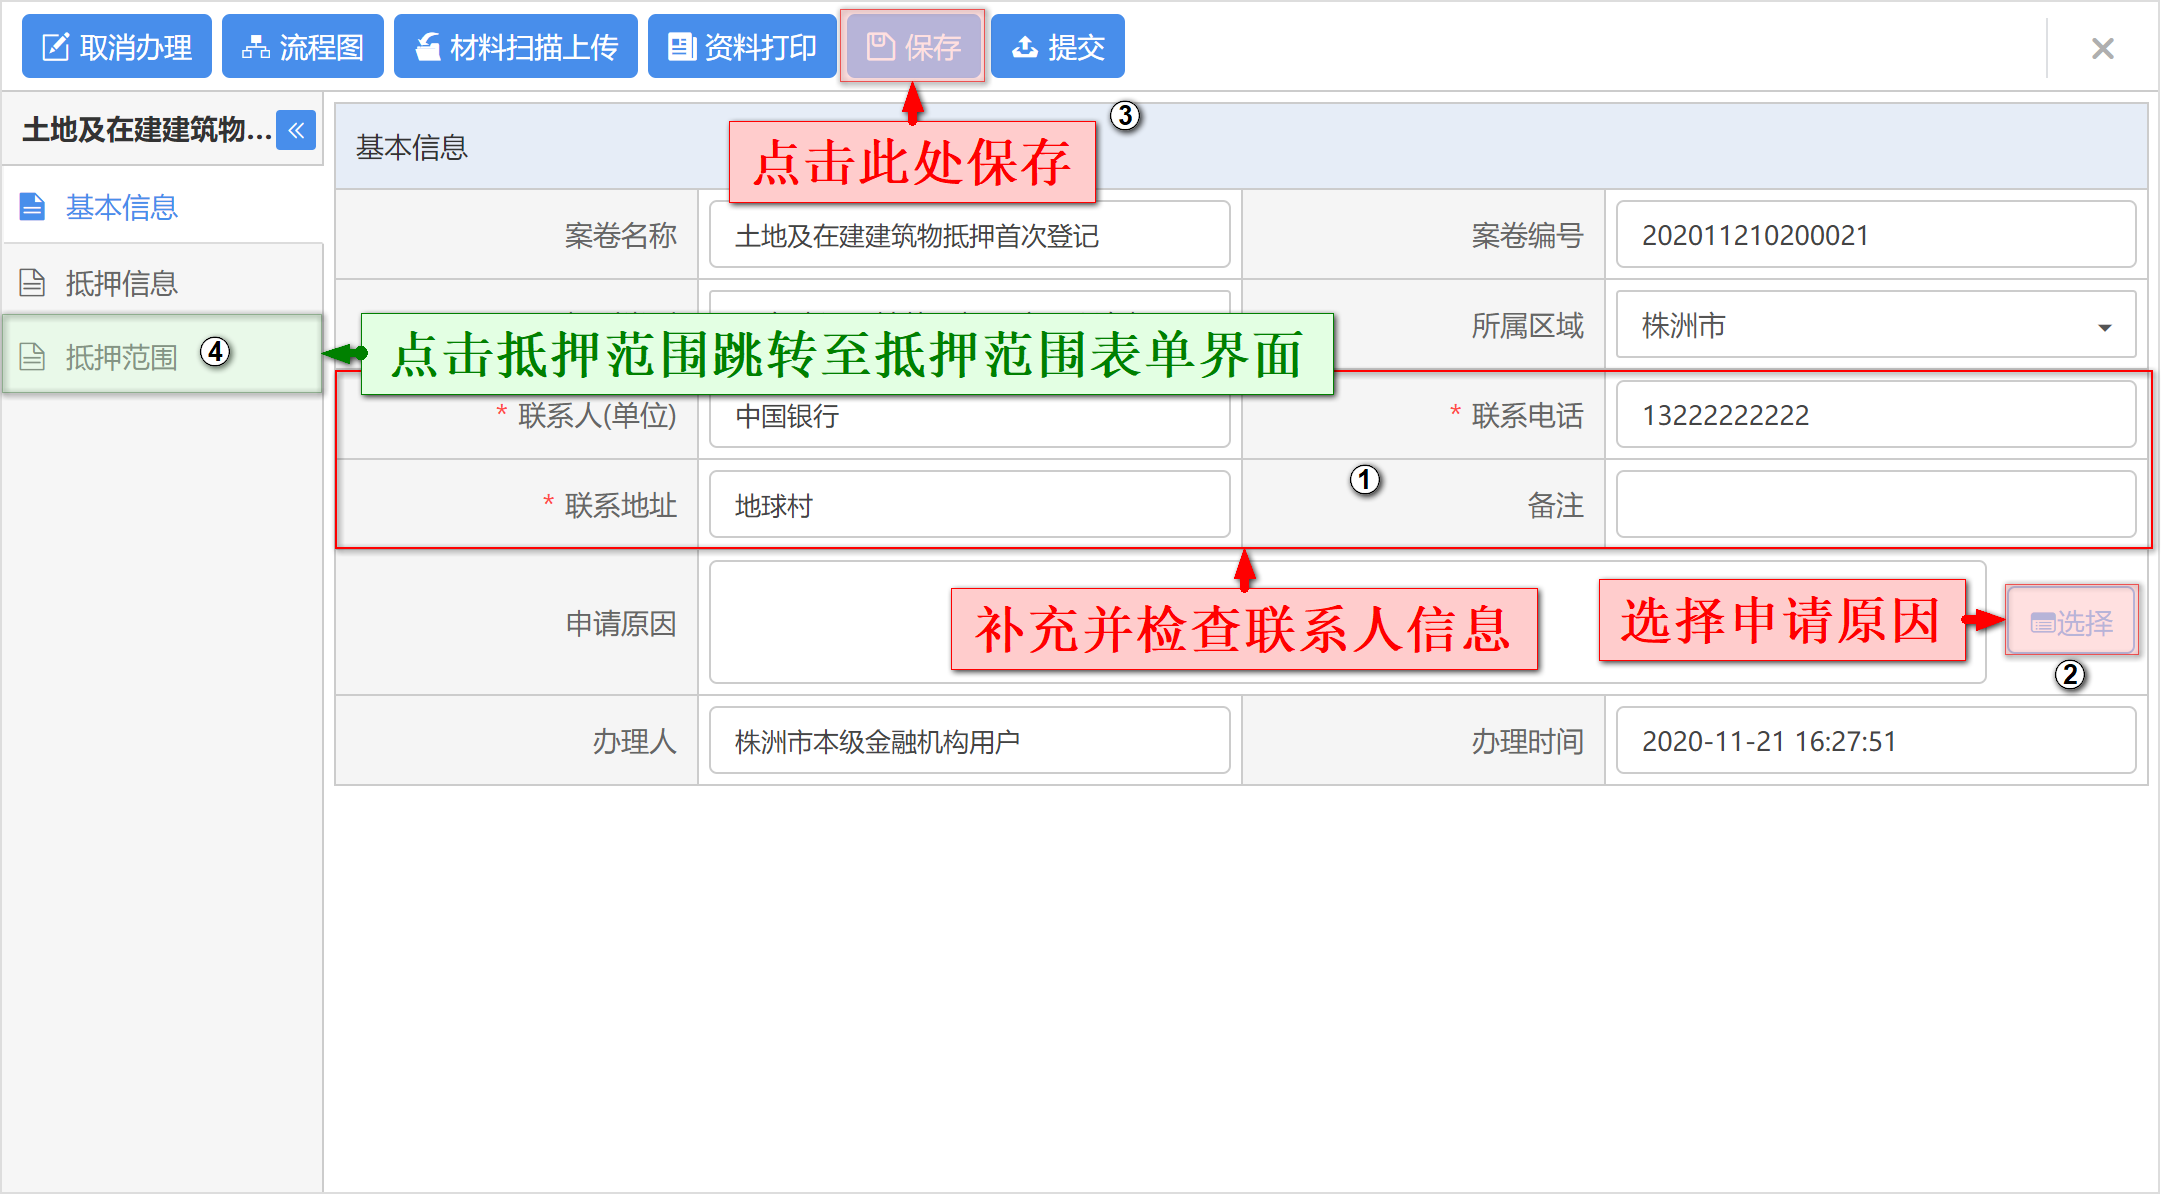 取消办理 流程图 材料扫描上传 资料打印 保存 提交
土地及在建建筑物...
基本信息
抵押信息
抵押范围 ④
基本信息
③
点击此处保存
案卷名称 土地及在建建筑物抵押首次登记 案卷编号 202011210200021
所属区域 株洲市
点击抵押范围跳转至抵押范围表单界面
* 联系人(单位) 中国银行 * 联系电话 13222222222
* 联系地址 地球村 ① 备注
申请原因 选择
补充并检查联系人信息
选择申请原因
②
办理人 株洲市本级金融机构用户 办理时间 2020-11-21 16:27:51